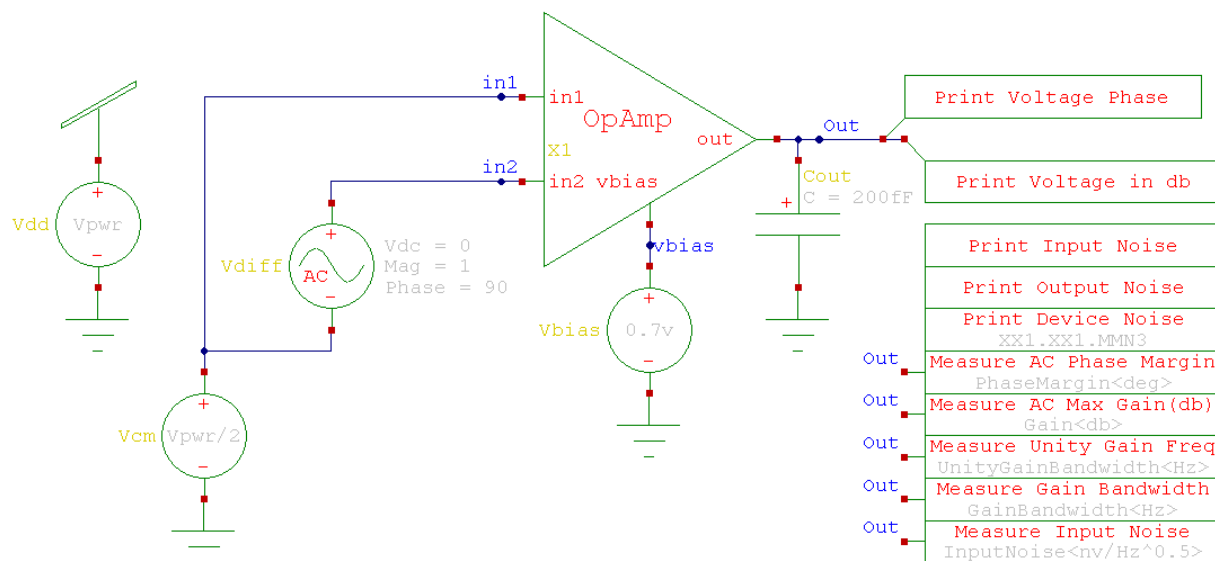 in1
in1
OpAmp
X1
out
Out
in2
in2 vbias
vbias
Vdd
Vpwr
+
-
Vdiff
AC
+
-
Vdc = 0
Mag = 1
Phase = 90
Vbias
0.7v
+
-
Vcm
Vpwr/2
+
-
Cout
C = 200fF
+
Print Voltage Phase
Print Voltage in db
Print Input Noise
Print Output Noise
Print Device Noise
XX1.XX1.MMN3
Out
Measure AC Phase Margin
PhaseMargin<deg>
Out
Measure AC Max Gain(db)
Gain<db>
Out
Measure Unity Gain Freq
UnityGainBandwidth<Hz>
Out
Measure Gain Bandwidth
GainBandwidth<Hz>
Out
Measure Input Noise
InputNoise<nv/Hz^0.5>